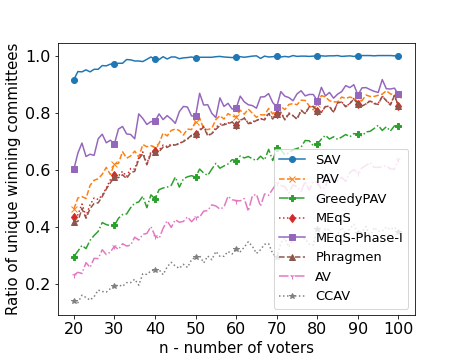 Ratio of unique winning committees
1.0
0.8
0.6
0.4
0.2
SAV
PAV
GreedyPAV
MEqS
MEqS-Phase-I
Phragmen
AV
CCAV
20 30 40 50 60 70 80 90 100
n - number of voters